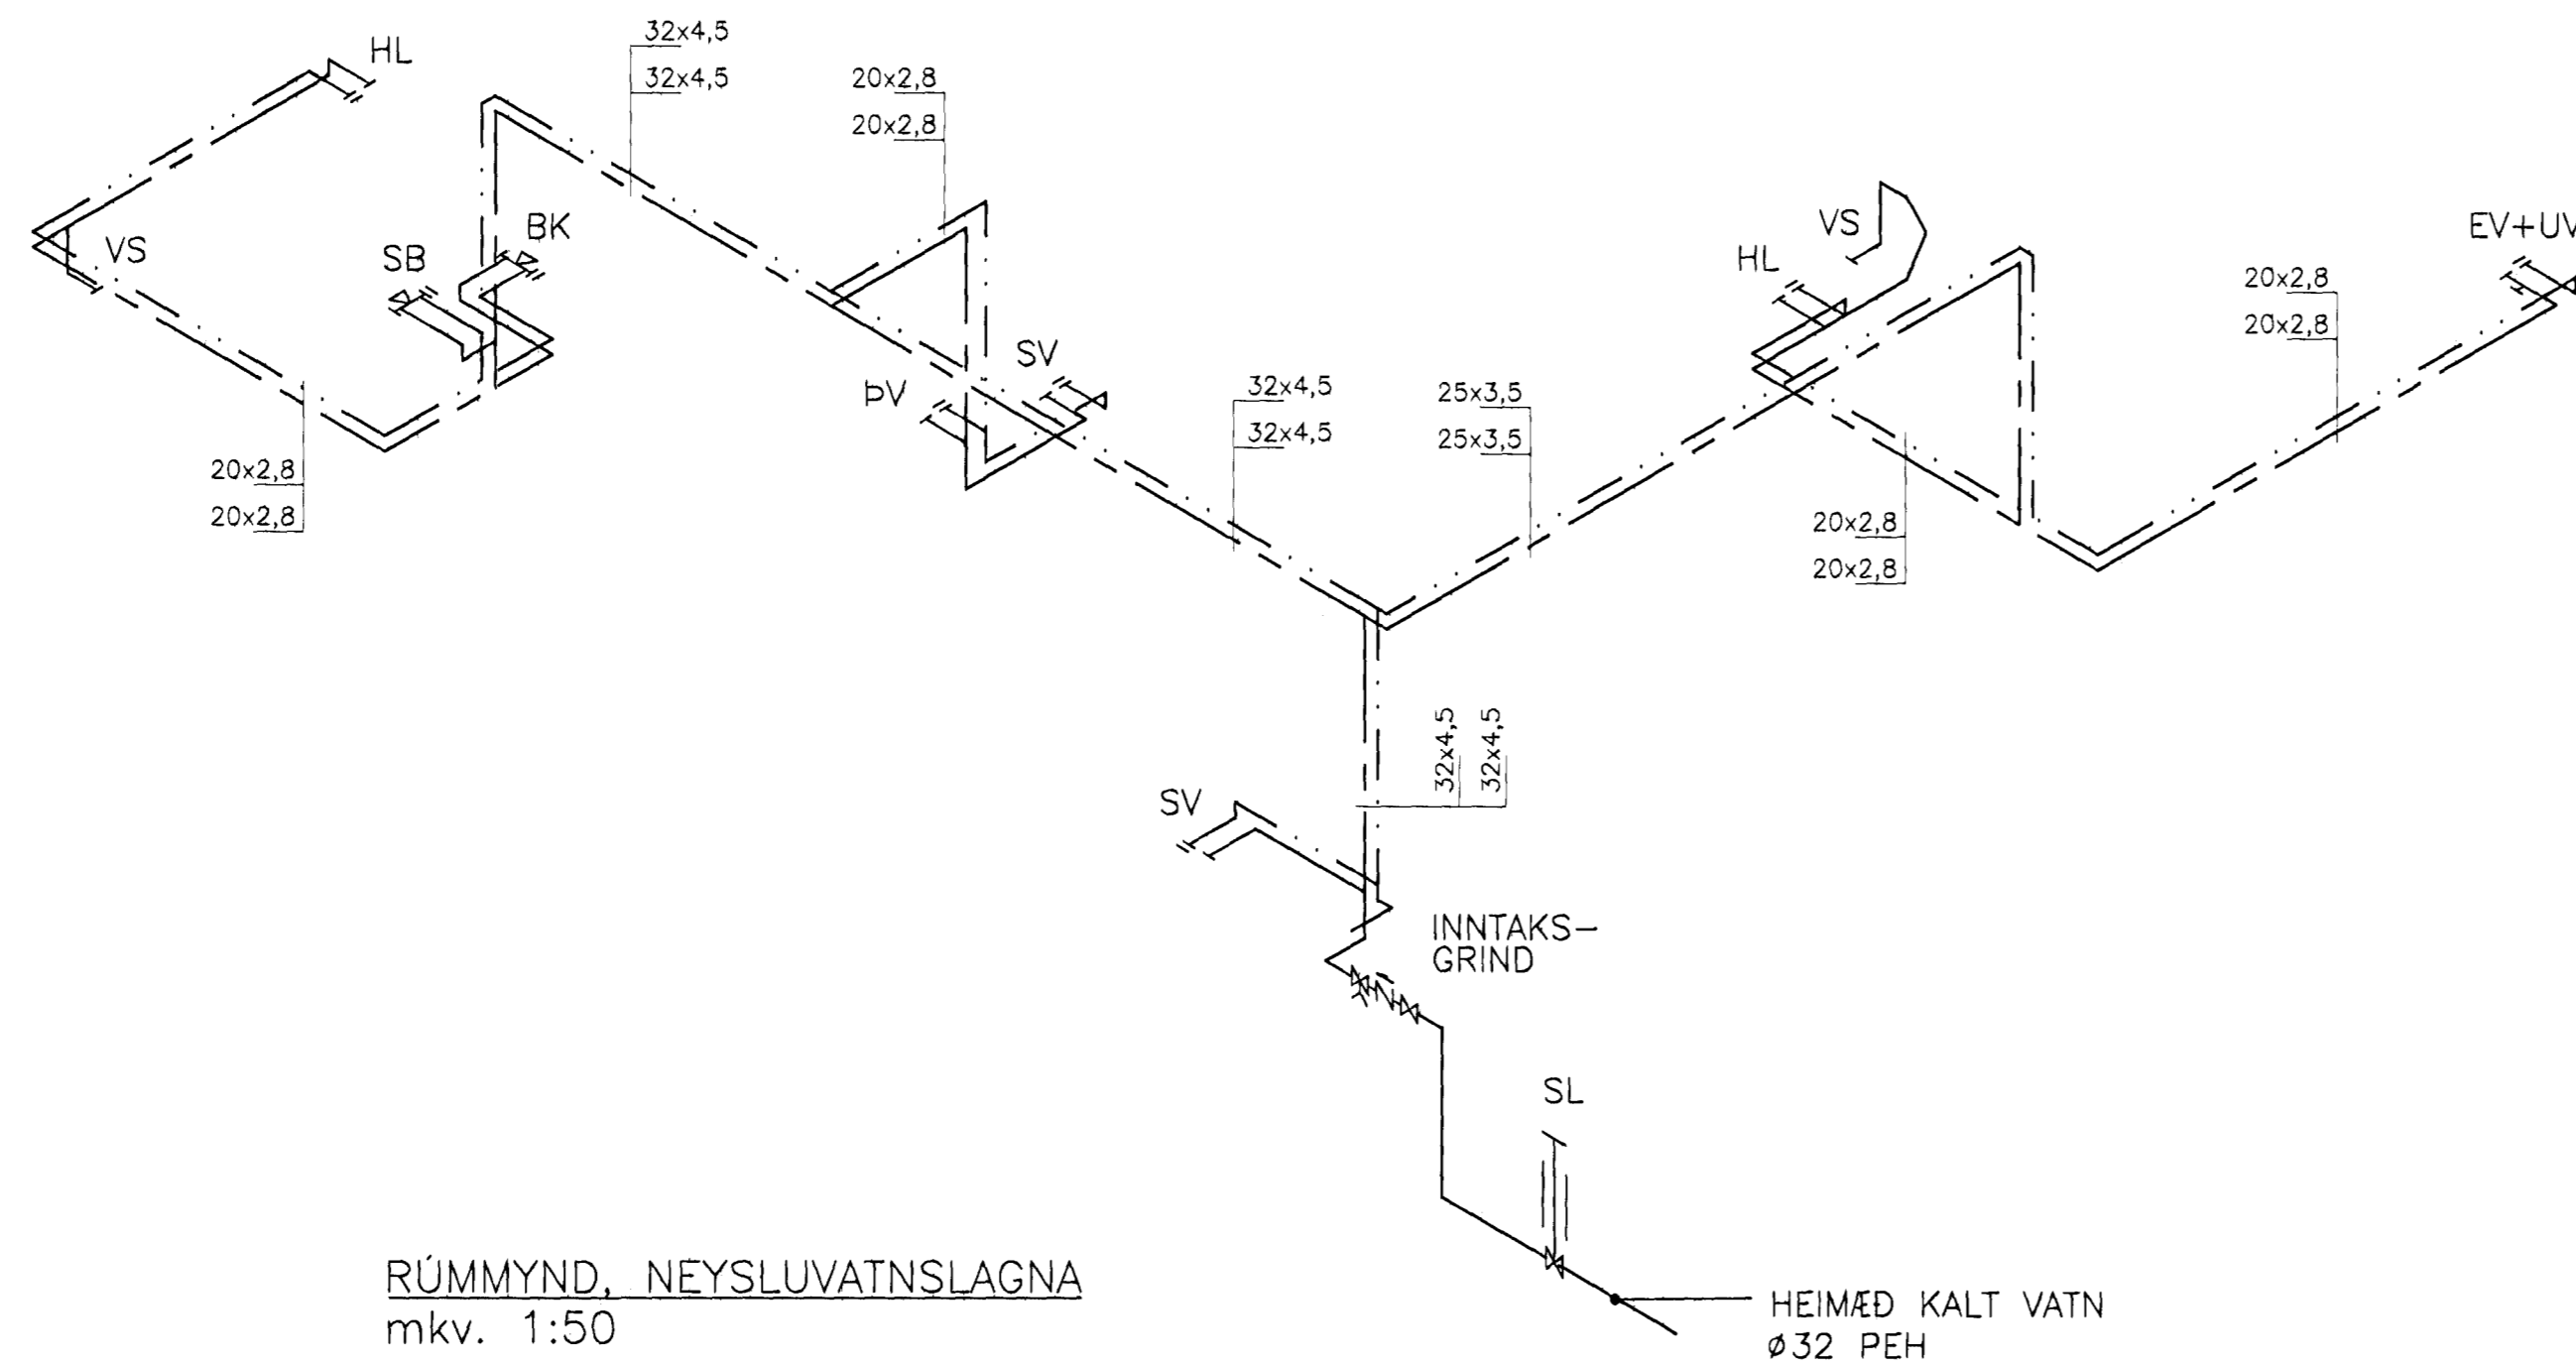 HL
32x4,5
32x4,5
20x2,8
20x2,8
VS
SB
BK
20x2,8
20x2,8
ÞV
SV
32x4,5
32x4,5
25x3,5
25x3,5
VS
HL
20x2,8
20x2,8
EV+UV
20x2,8
20x2,8
32x4,5
32x4,5
SV
INNTAKS-
GRIND
SL
RÚMMYND, NEYSLUVATNSLAGNA
mkv. 1:50
HEIMÆÐ KALT VATN
ø32 PEH